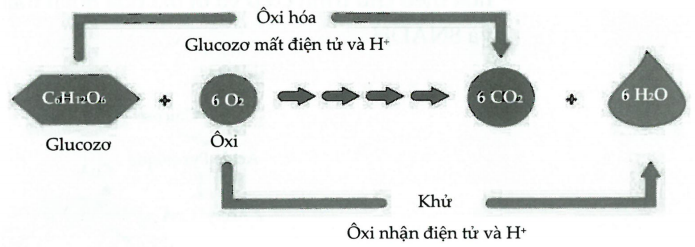 Ôxi hóa
Glucozơ mất điện tử và H⁺
C₆H₁₂O₆ + 6 O₂ 6 CO₂ + 6 H₂O
Glucozơ
Ôxi
Khử
Ôxi nhận điện tử và H⁺